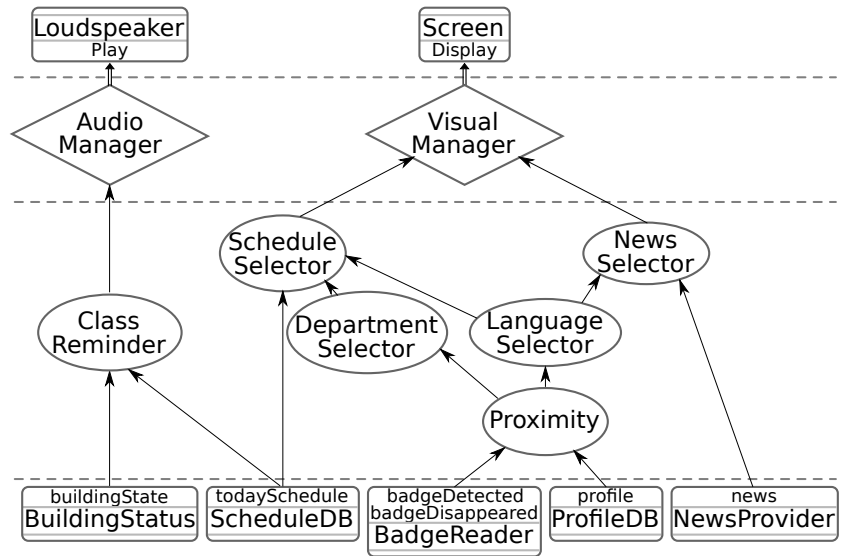 Loudspeaker
Play
Screen
Display
Audio
Manager
Visual
Manager
Schedule
Selector
News
Selector
Class
Reminder
Department
Selector
Language
Selector
Proximity
buildingState
BuildingStatus
todaySchedule
ScheduleDB
badgeDetected
badgeDisappeared
BadgeReader
profile
ProfileDB
news
NewsProvider